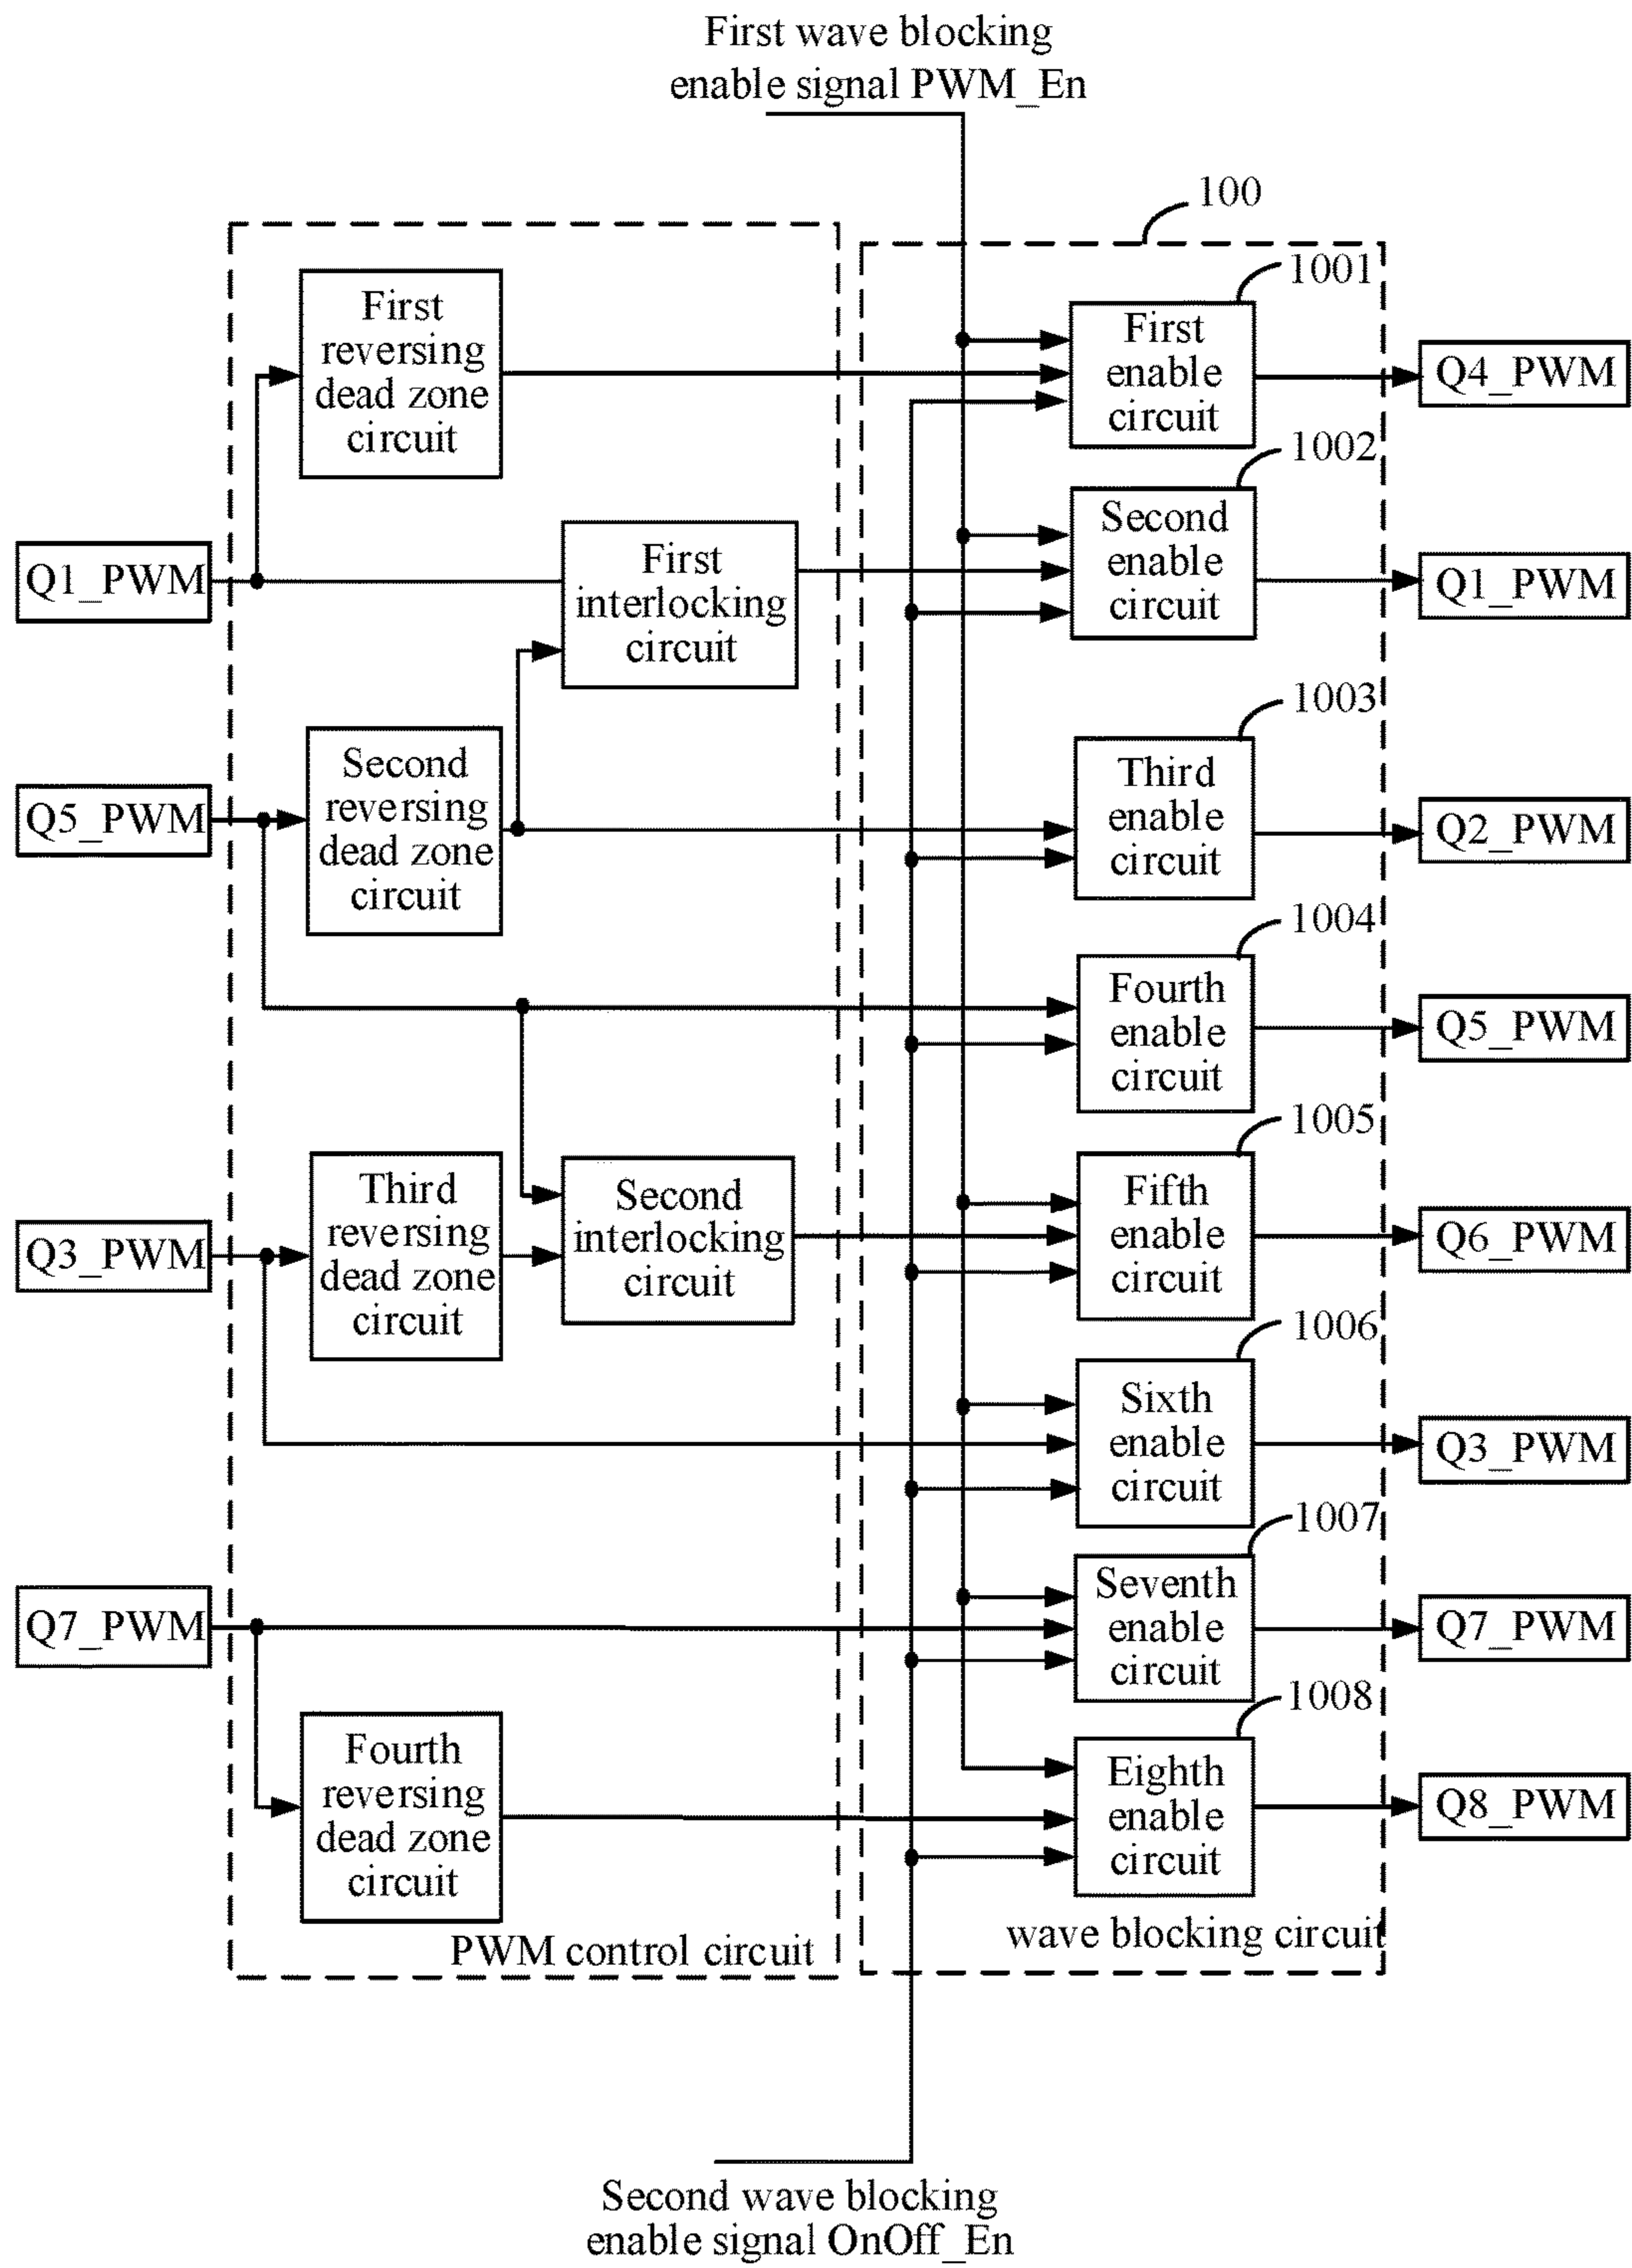 First wave blocking
enable signal PWM_En
100
1001
First
reversing
dead zone
circuit
First
enable
circuit
Q4_PWM
1002
Q1_PWM
First
interlocking
circuit
Second
enable
circuit
Q1_PWM
1003
Q5_PWM
Second
reversing
dead zone
circuit
Third
enable
circuit
Q2_PWM
1004
Fourth
enable
circuit
Q5_PWM
1005
Q3_PWM
Third
reversing
dead zone
circuit
Second
interlocking
circuit
Fifth
enable
circuit
Q6_PWM
1006
Sixth
enable
circuit
Q3_PWM
1007
Q7_PWM
Seventh
enable
circuit
Q7_PWM
1008
Fourth
reversing
dead zone
circuit
Eighth
enable
circuit
Q8_PWM
PWM control circuit
wave blocking circuit
Second wave blocking
enable signal OnOff_En